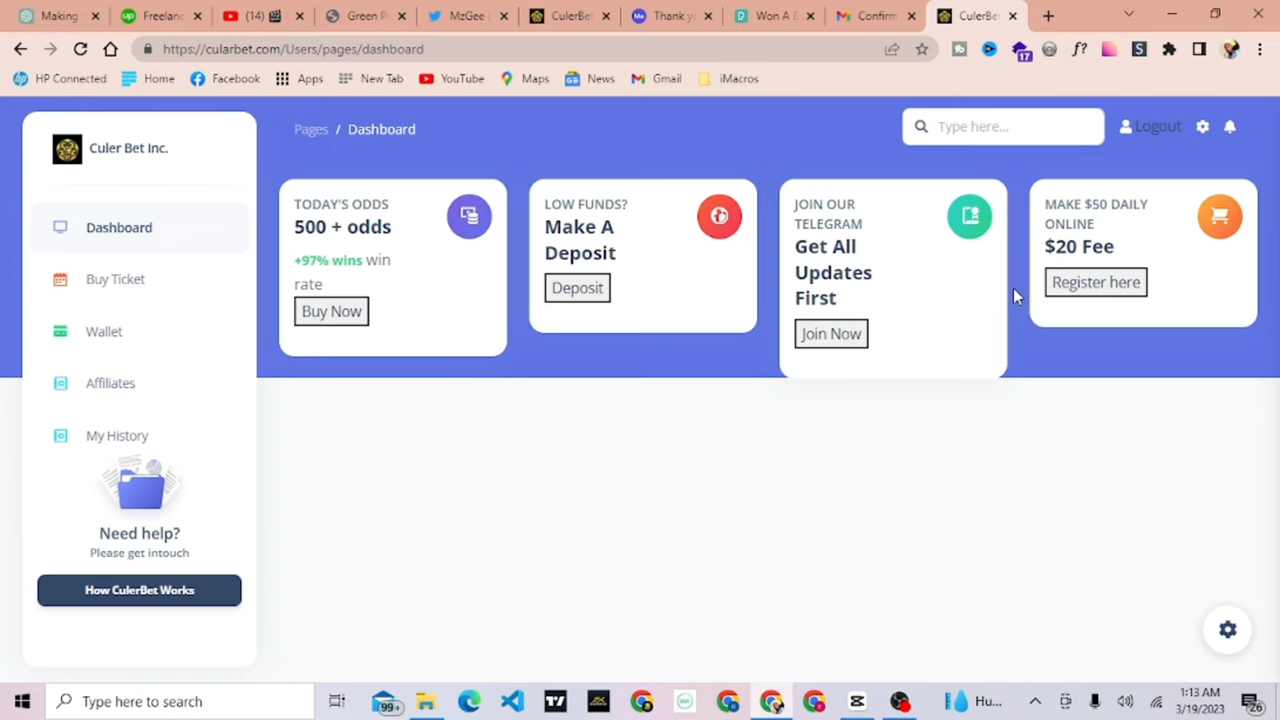 Making
Freelanc
(14)
Green P
MzGee
CulerBet
Thank yo
Won A B
Confirm
CulerBe
https://cularbet.com/Users/pages/dashboard
17
f?
S
HP Connected
Home
Facebook
Apps
New Tab
YouTube
Maps
News
Gmail
iMacros
Culer Bet Inc.
Dashboard
Buy Ticket
Wallet
Affiliates
My History
Need help?
Please get intouch
How CulerBet Works
Pages / Dashboard
Type here...
Logout
TODAY'S ODDS
500 + odds
+97% wins win
rate
Buy Now
LOW FUNDS?
Make A
Deposit
Deposit
JOIN OUR
TELEGRAM
Get All
Updates
First
Join Now
MAKE $50 DAILY
ONLINE
$20 Fee
Register here
Type here to search
99+
Hu...
1:13 AM
3/19/2023
26